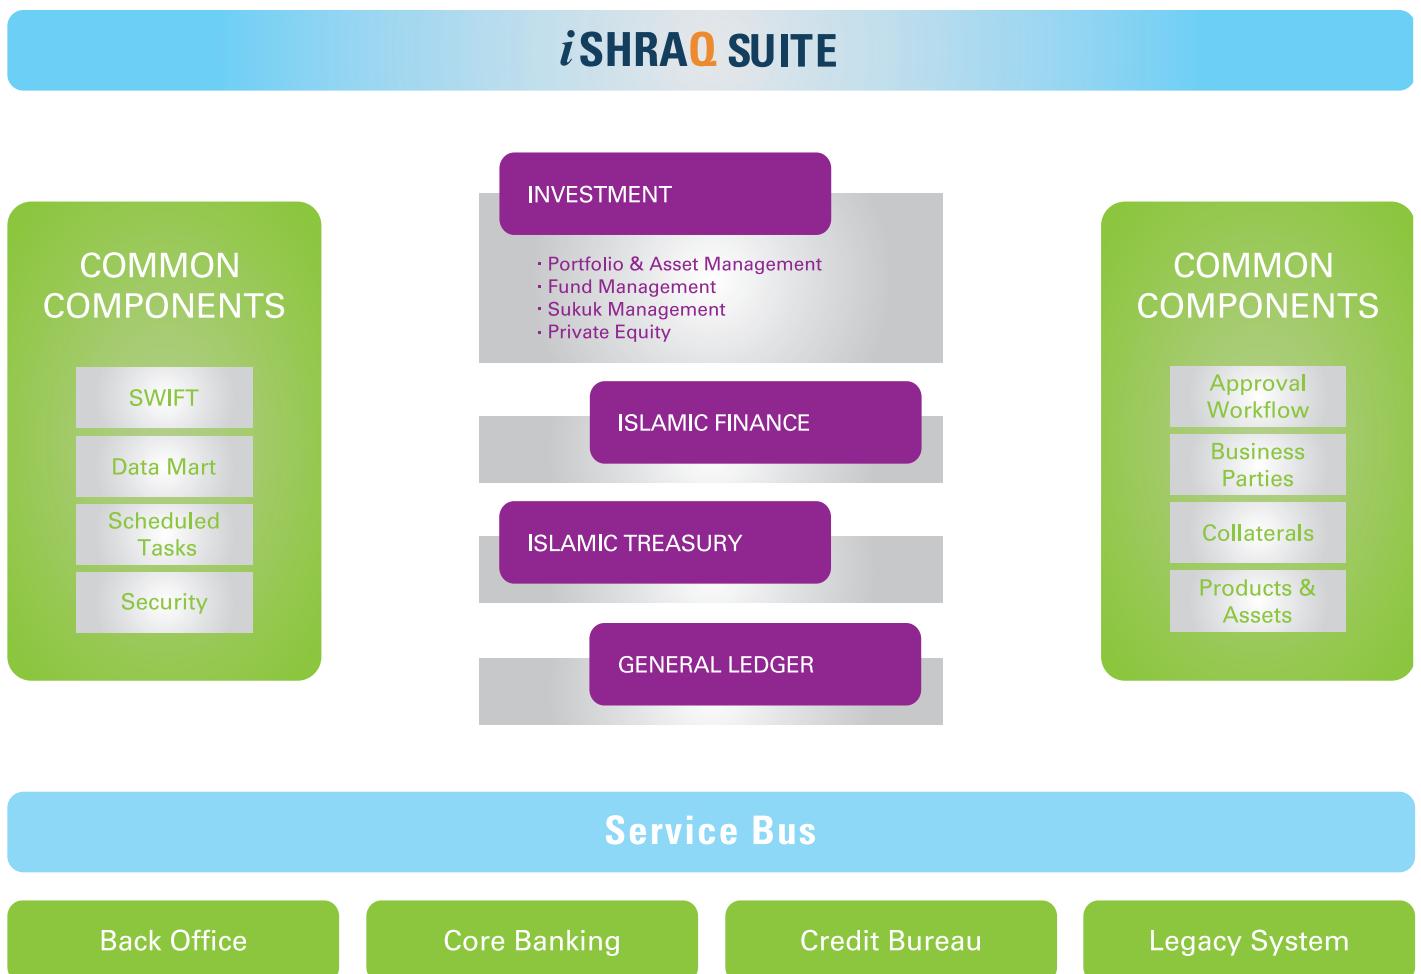 iSHRAQ SUITE
COMMON
COMPONENTS
SWIFT
Data Mart
Scheduled
Tasks
Security
INVESTMENT
· Portfolio & Asset Management
· Fund Management
· Sukuk Management
· Private Equity
ISLAMIC FINANCE
ISLAMIC TREASURY
GENERAL LEDGER
COMMON
COMPONENTS
Approval
Workflow
Business
Parties
Collaterals
Products &
Assets
Service Bus
Back Office
Core Banking
Credit Bureau
Legacy System